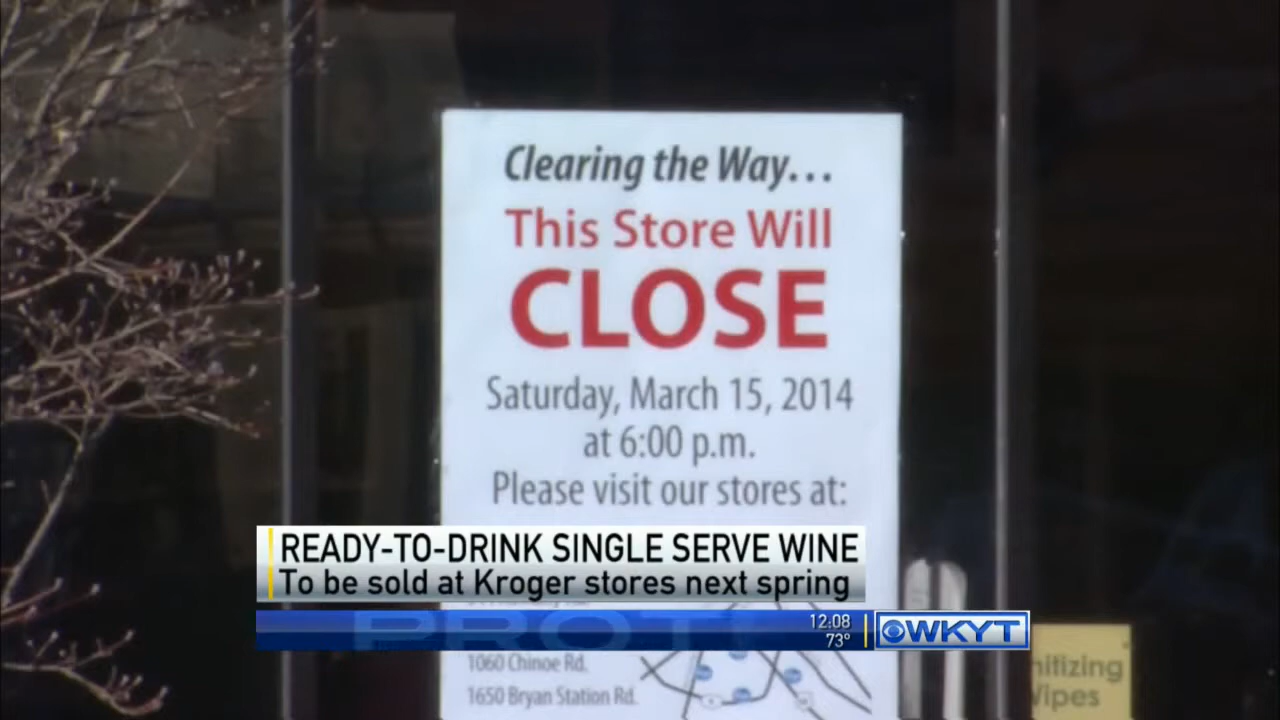 Clearing the Way...
This Store Will
CLOSE
Saturday, March 15, 2014
at 6:00 p.m.
Please visit our stores at:
READY-TO-DRINK SINGLE SERVE WINE
To be sold at Kroger stores next spring
PROT
12:08
73°
WKYT
1060 Chinoe Rd.
1650 Bryan Station Rd.
nitizing
Wipes